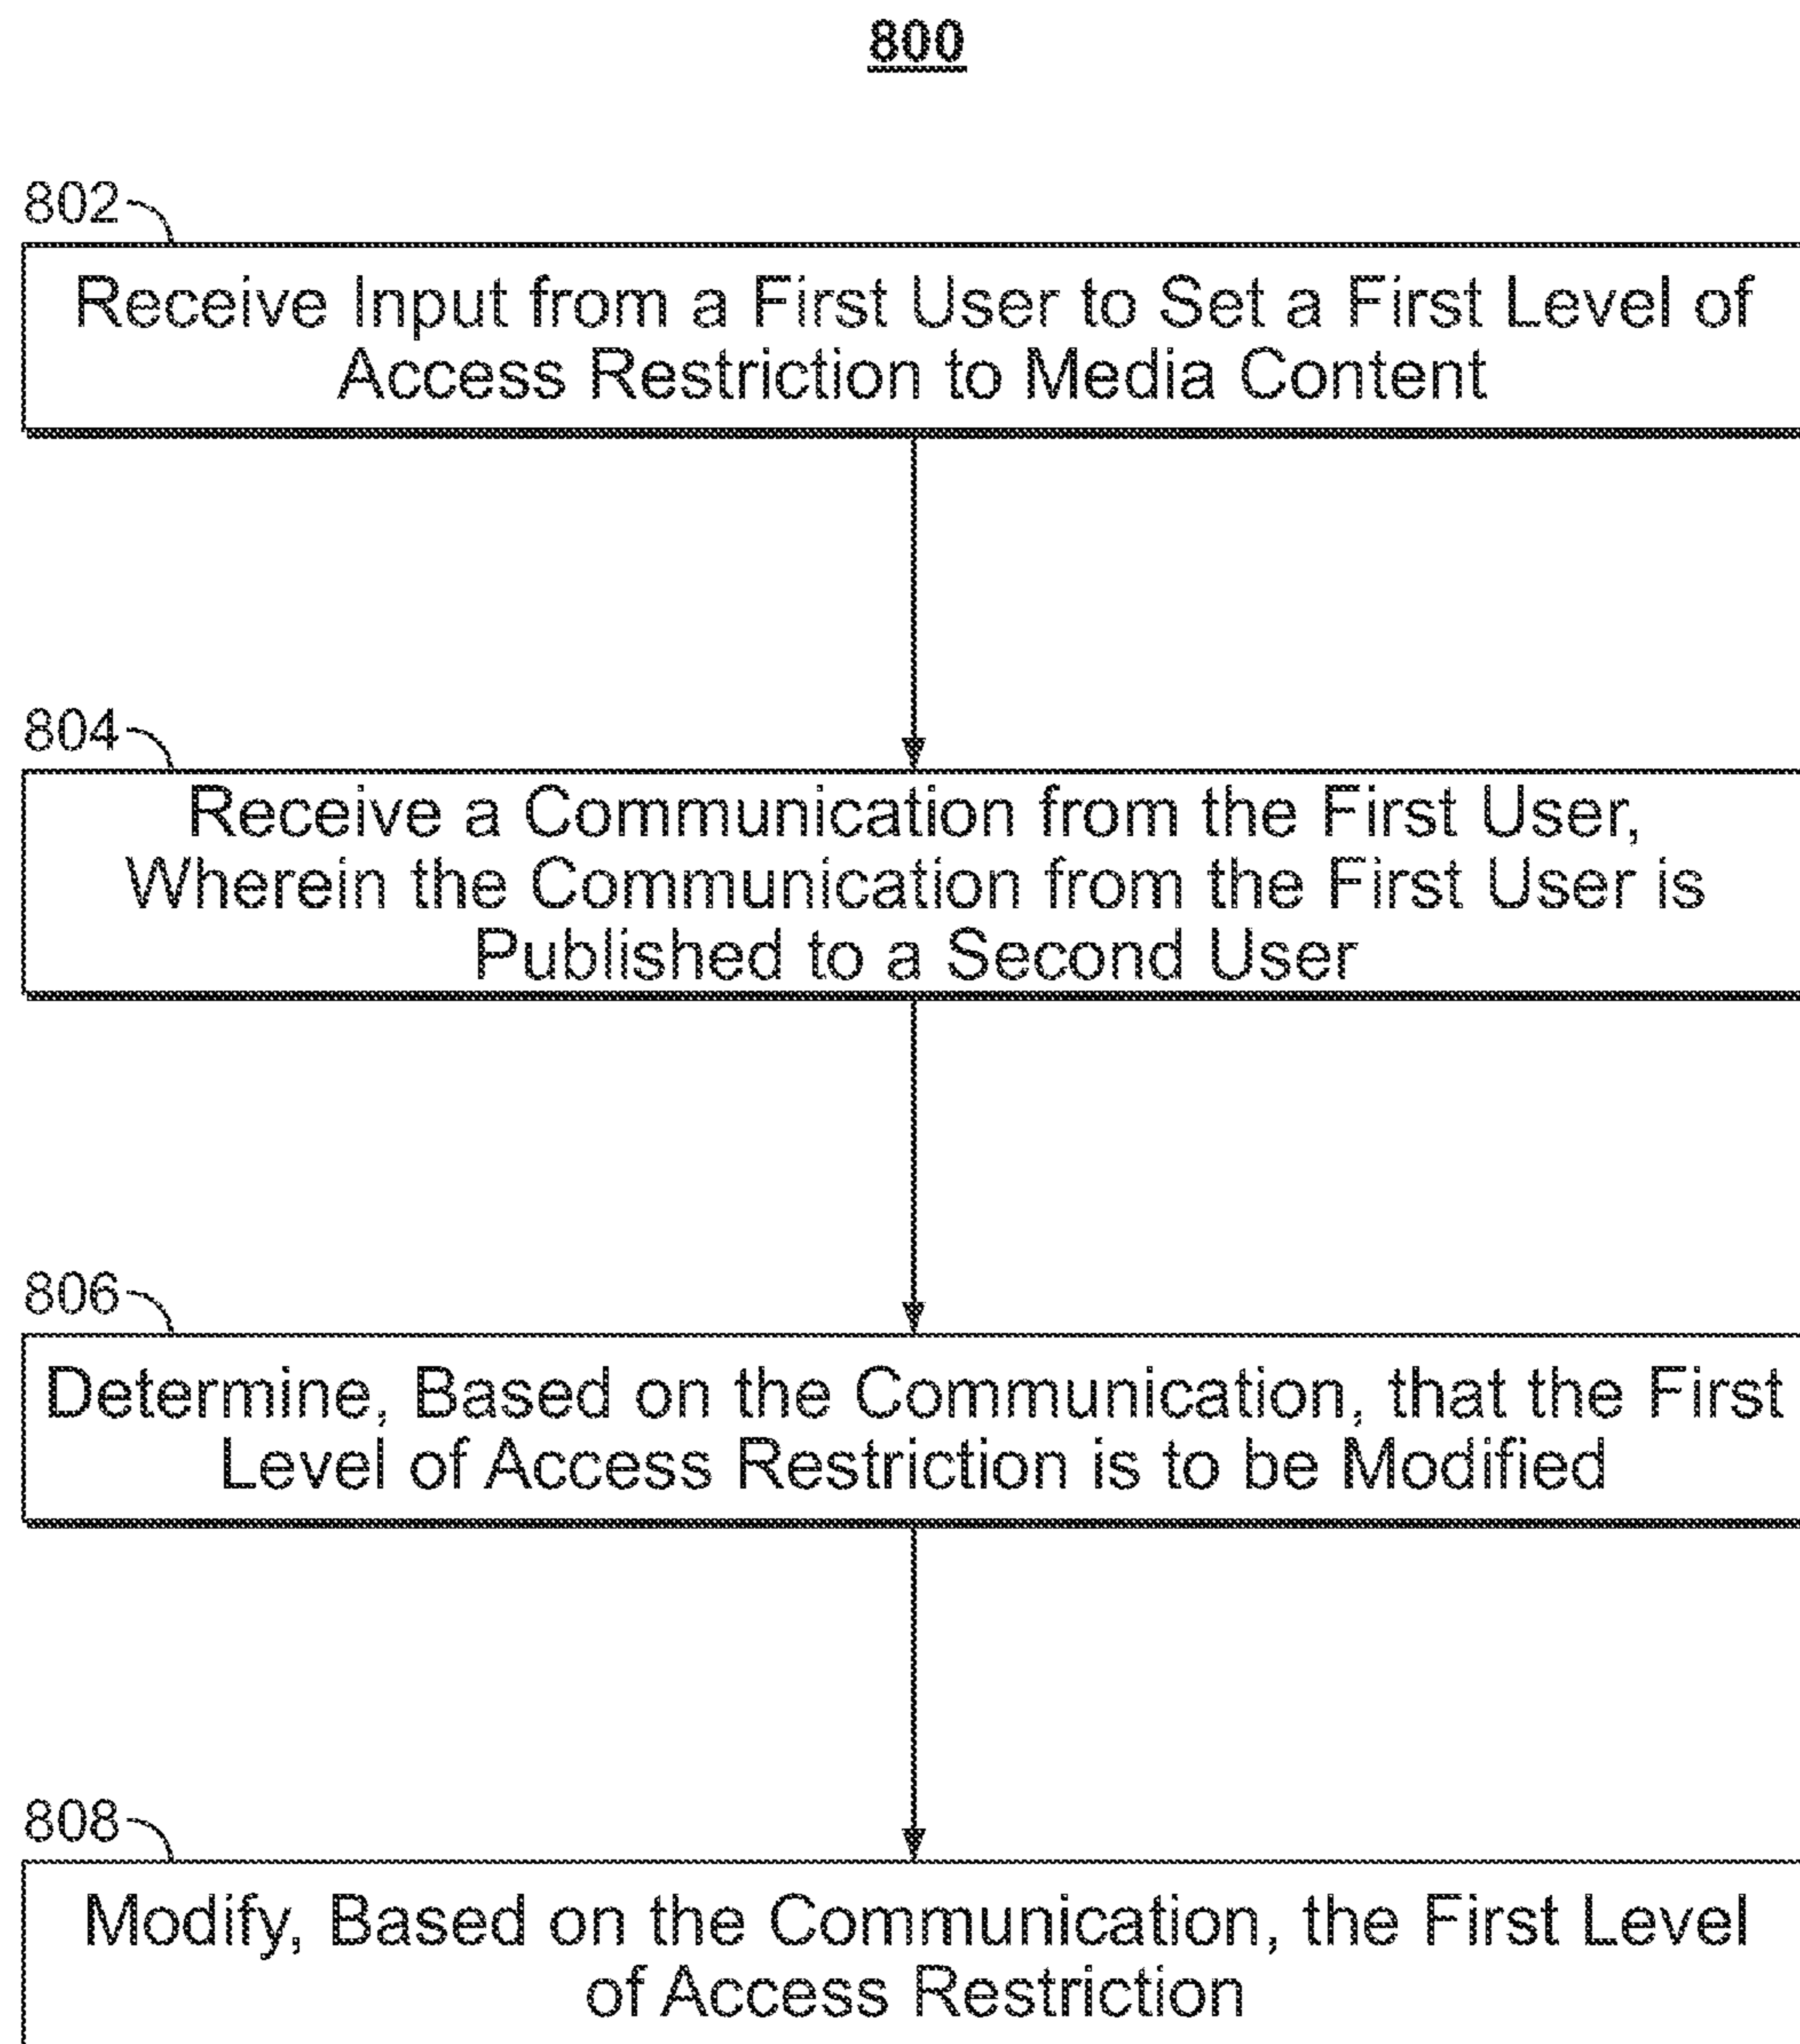 800
802
Receive Input from a First User to Set a First Level of
Access Restriction to Media Content
804
Receive a Communication from the First User,
Wherein the Communication from the First User is
Published to a Second User
806
Determine, Based on the Communication, that the First
Level of Access Restriction is to be Modified
808
Modify, Based on the Communication, the First Level
of Access Restriction